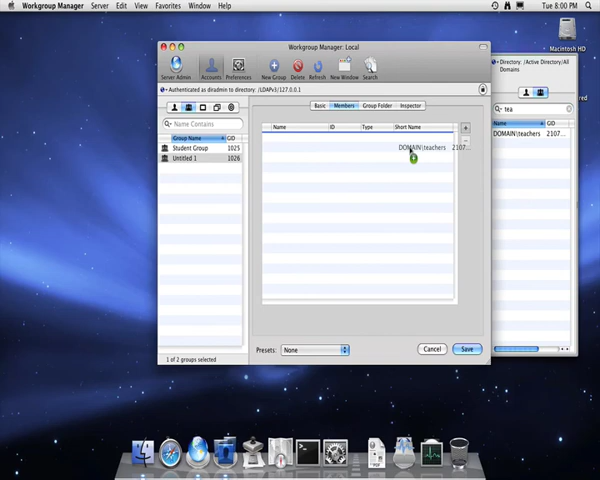 Workgroup Manager Server Edit View Favorites Window Help Tue 8:00 PM
Macintosh HD
Workgroup Manager: Local
Server Admin Accounts Preferences New Group Delete Refresh New Window Search
Authenticated as diradmin to directory: /LDAPv3/127.0.0.1
Name Contains
Group Name GID
Student Group 1025
Untitled 1 1026
1 of 2 groups selected
Basic Members Group Folder Inspector
Name ID Type Short Name
DOMAIN\teachers 2107...
Presets: None Cancel Save
Directory: /Active Directory/All
Domains
tea
Name GID
DOMAIN\teachers 2107...
PDF